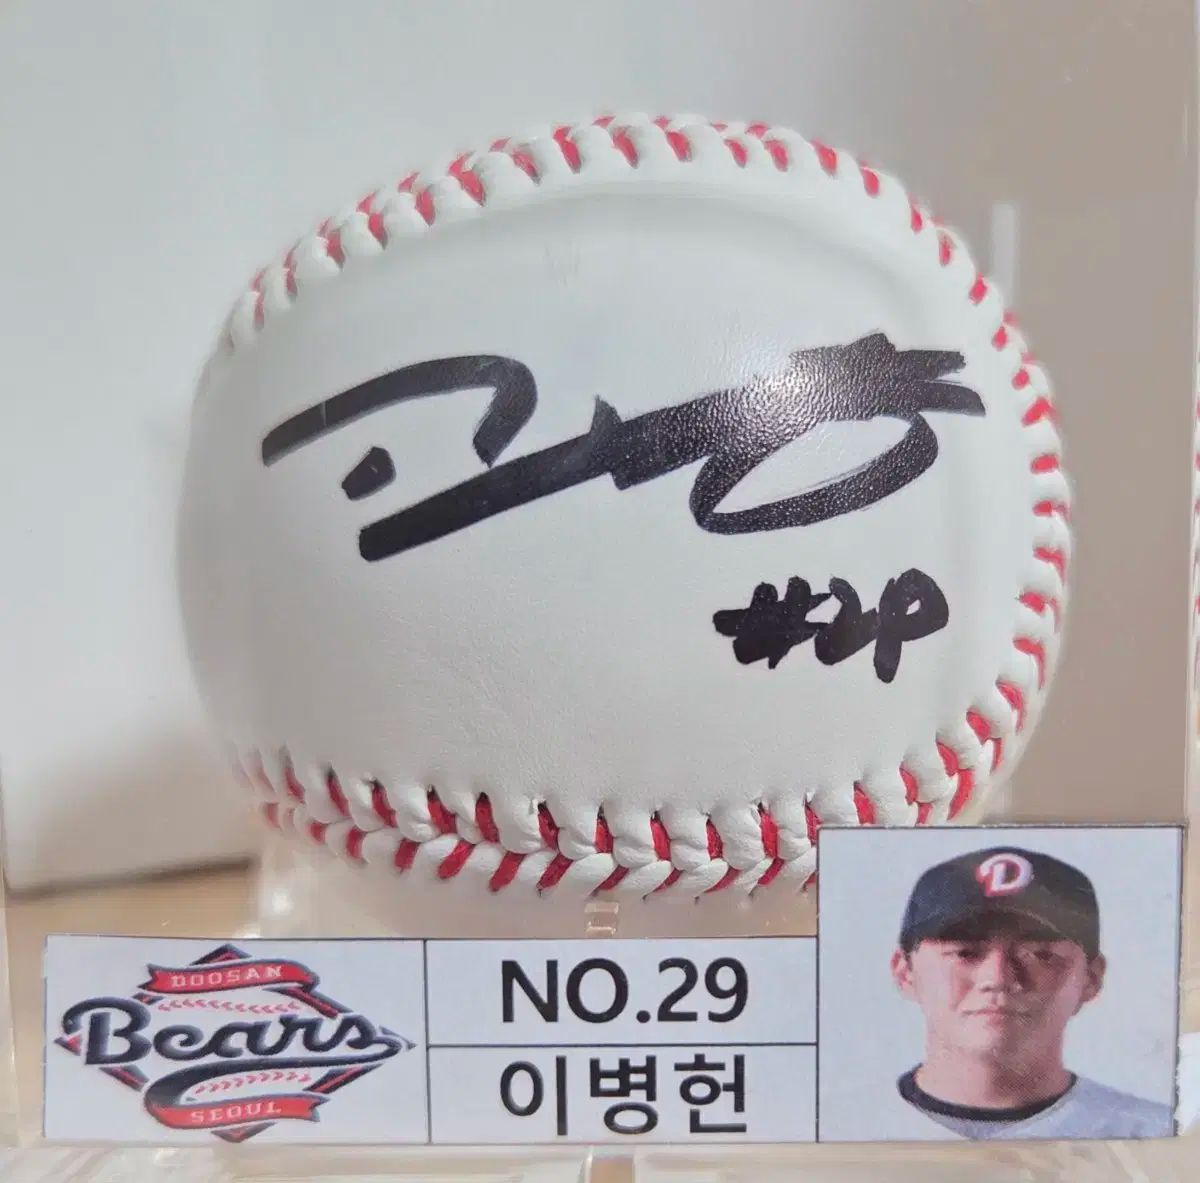 #29
DOOSAN
Bears
SEOUL
NO.29
이병헌
D